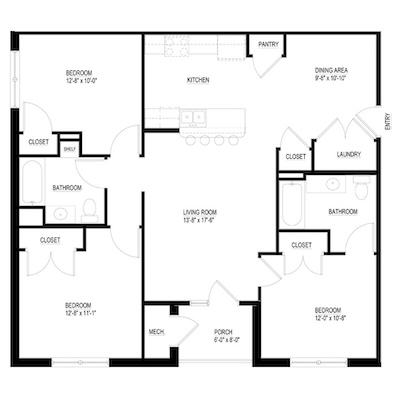 PANTRY
BEDROOM
12'-8" x 10'-0"
KITCHEN
DINING AREA
9'-8" x 10'-10"
ENTRY
CLOSET
SHELF
CLOSET
LAUNDRY
BATHROOM
LIVING ROOM
13'-8" x 17'-6"
BATHROOM
CLOSET
CLOSET
BEDROOM
12'-8" x 11'-1"
MECH.
PORCH
6'-0" x 8'-0"
BEDROOM
12'-0" x 10'-8"